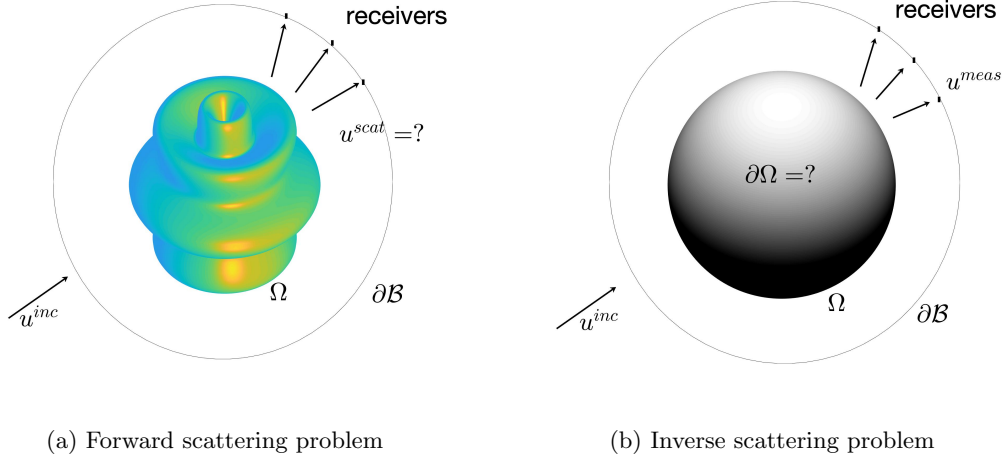 receivers
u^{scat} =?
Ω
∂B
u^{inc}
(a) Forward scattering problem
receivers
u^{meas}
∂Ω =?
Ω
∂B
u^{inc}
(b) Inverse scattering problem